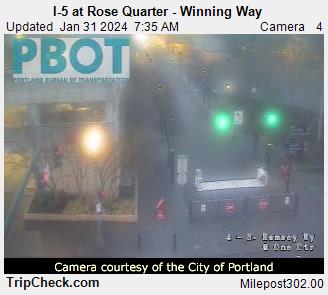 I-5 at Rose Quarter - Winning Way
Updated Jan 31 2024 7:35 AM Camera 4
PBOT
PORTLAND BUREAU OF TRANSPORTATION
4 - N. Ramsey Wy
W One Ctr
Camera courtesy of the City of Portland
TripCheck.com Milepost302.00